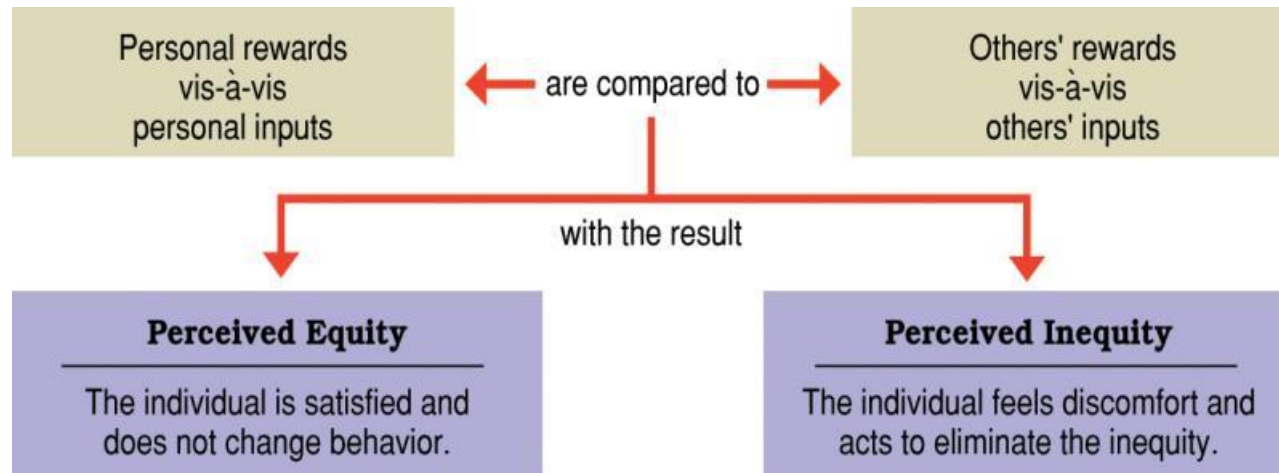 Personal rewards
vis-à-vis
personal inputs
are compared to
Others' rewards
vis-à-vis
others' inputs
with the result
Perceived Equity
The individual is satisfied and
does not change behavior.
Perceived Inequity
The individual feels discomfort and
acts to eliminate the inequity.